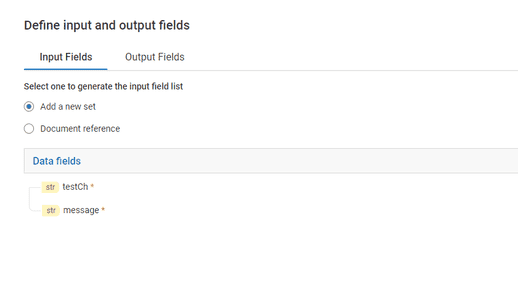 Define input and output fields
Input Fields Output Fields
Select one to generate the input field list
Add a new set
Document reference
Data fields
str testCh *
str message *